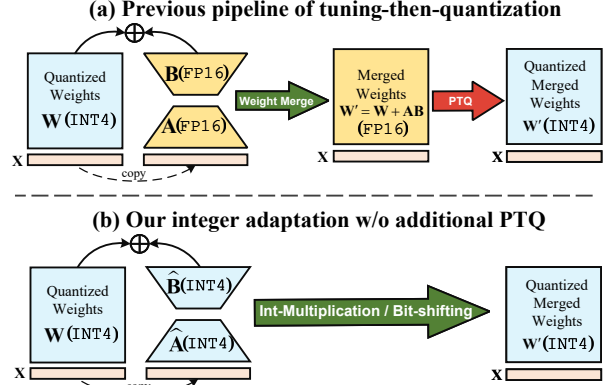 (a) Previous pipeline of tuning-then-quantization
Quantized
Weights
W(INT4)
B(FP16)
A(FP16)
X
copy
Weight Merge
Merged
Weights
W' = W + AB
(FP16)
X
PTQ
Quantized
Merged
Weights
W'(INT4)
X
(b) Our integer adaptation w/o additional PTQ
Quantized
Weights
W(INT4)
B̂(INT4)
Â(INT4)
X
Int-Multiplication / Bit-shifting
Quantized
Merged
Weights
W'(INT4)
X